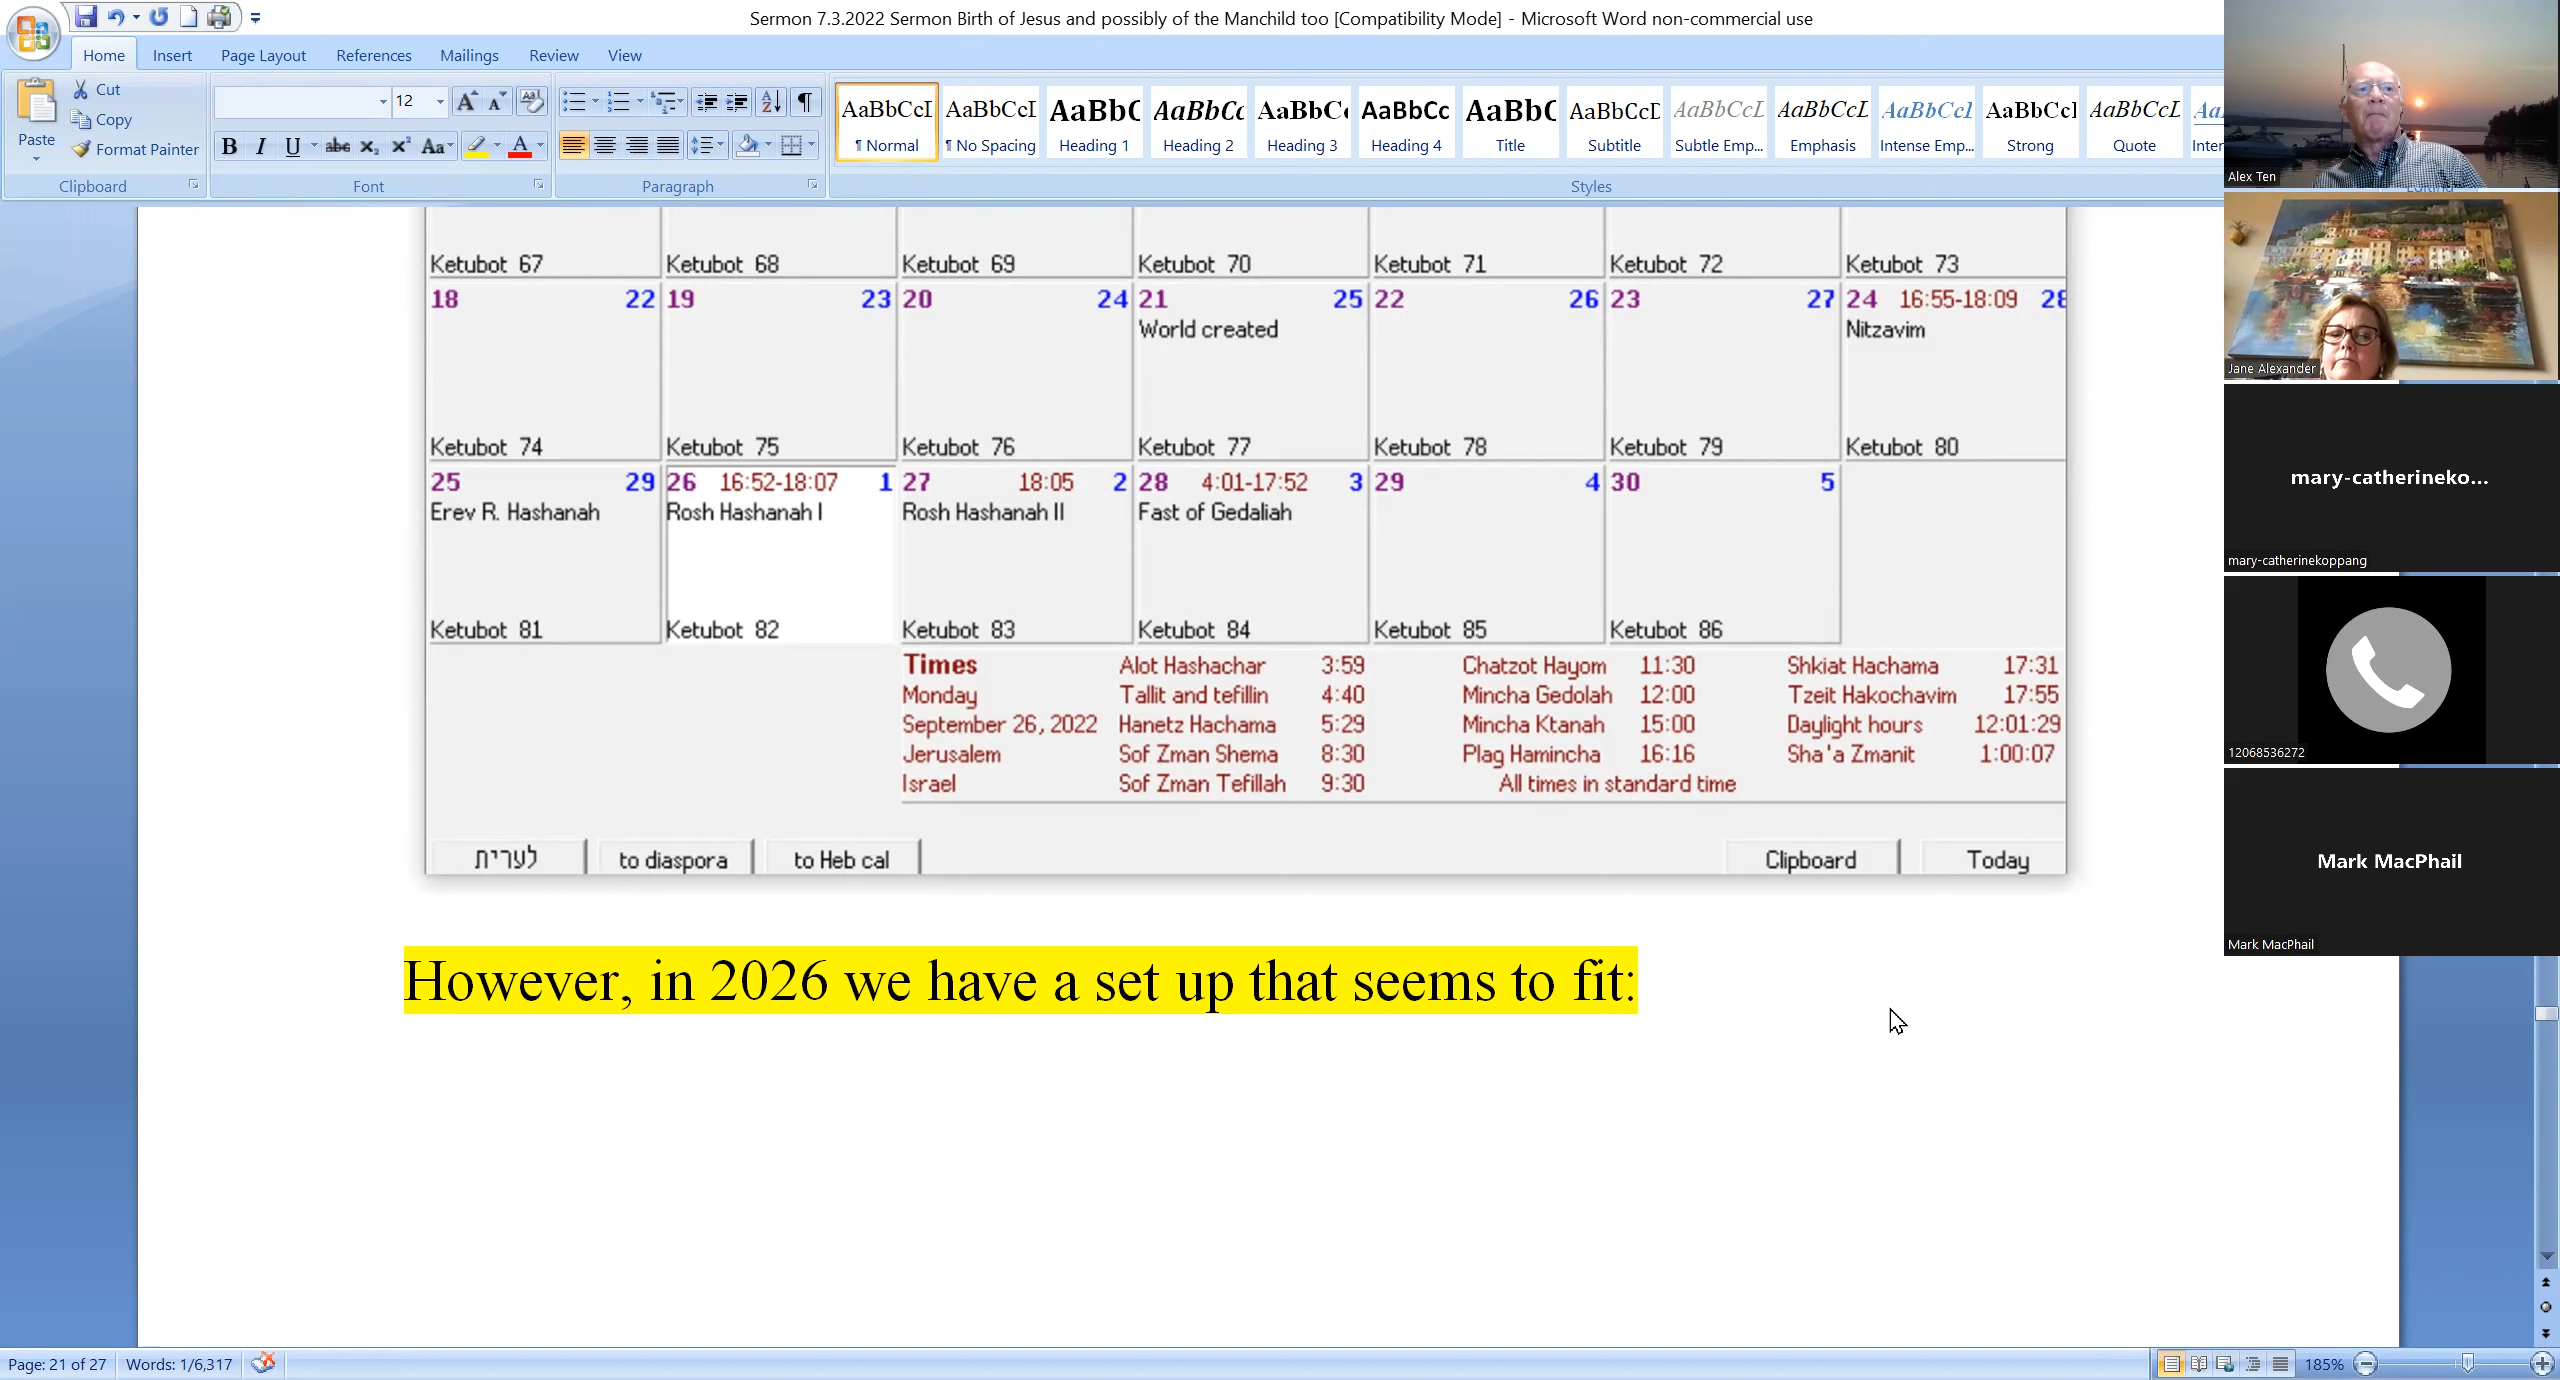 Sermon 7.3.2022 Sermon Birth of Jesus and possibly of the Manchild too [Compatibility Mode] - Microsoft Word non-commercial use
Home Insert Page Layout References Mailings Review View
Paste
Cut
Copy
Format Painter
12
AaBbCcI AaBbCcI AaBbC AaBbCc AaBbCc AaBbCc AaBbC AaBbCcD AaBbCcL AaBbCcL AaBbCcI AaBbCcI AaBbCcL Aa
¶ Normal ¶ No Spacing Heading 1 Heading 2 Heading 3 Heading 4 Title Subtitle Subtle Emp... Emphasis Intense Emp... Strong Quote Inter
Clipboard Font Paragraph Styles
Ketubot 67 Ketubot 68 Ketubot 69 Ketubot 70 Ketubot 71 Ketubot 72 Ketubot 73
18 22 19 23 20 24 21 25 22 26 23 27 24 16:55-18:09 28
World created Nitzavim
Ketubot 74 Ketubot 75 Ketubot 76 Ketubot 77 Ketubot 78 Ketubot 79 Ketubot 80
25 29 26 16:52-18:07 1 27 18:05 2 28 4:01-17:52 3 29 4 30 5
Erev R. Hashanah Rosh Hashanah I Rosh Hashanah II Fast of Gedaliah
Ketubot 81 Ketubot 82 Ketubot 83 Ketubot 84 Ketubot 85 Ketubot 86
Times Alot Hashachar 3:59 Chatzot Hayom 11:30 Shkiat Hachama 17:31
Monday Tallit and tefillin 4:40 Mincha Gedolah 12:00 Tzeit Hakochavim 17:55
September 26, 2022 Hanetz Hachama 5:29 Mincha Ktanah 15:00 Daylight hours 12:01:29
Jerusalem Sof Zman Shema 8:30 Plag Hamincha 16:16 Sha'a Zmanit 1:00:07
Israel Sof Zman Tefillah 9:30 All times in standard time
to diaspora to Heb cal Clipboard Today
However, in 2026 we have a set up that seems to fit:
Page: 21 of 27 Words: 1/6,317 185%
Alex Ten
Jane Alexander
mary-catherineko...
mary-catherinekoppang
12068536272
Mark MacPhail
Mark MacPhail